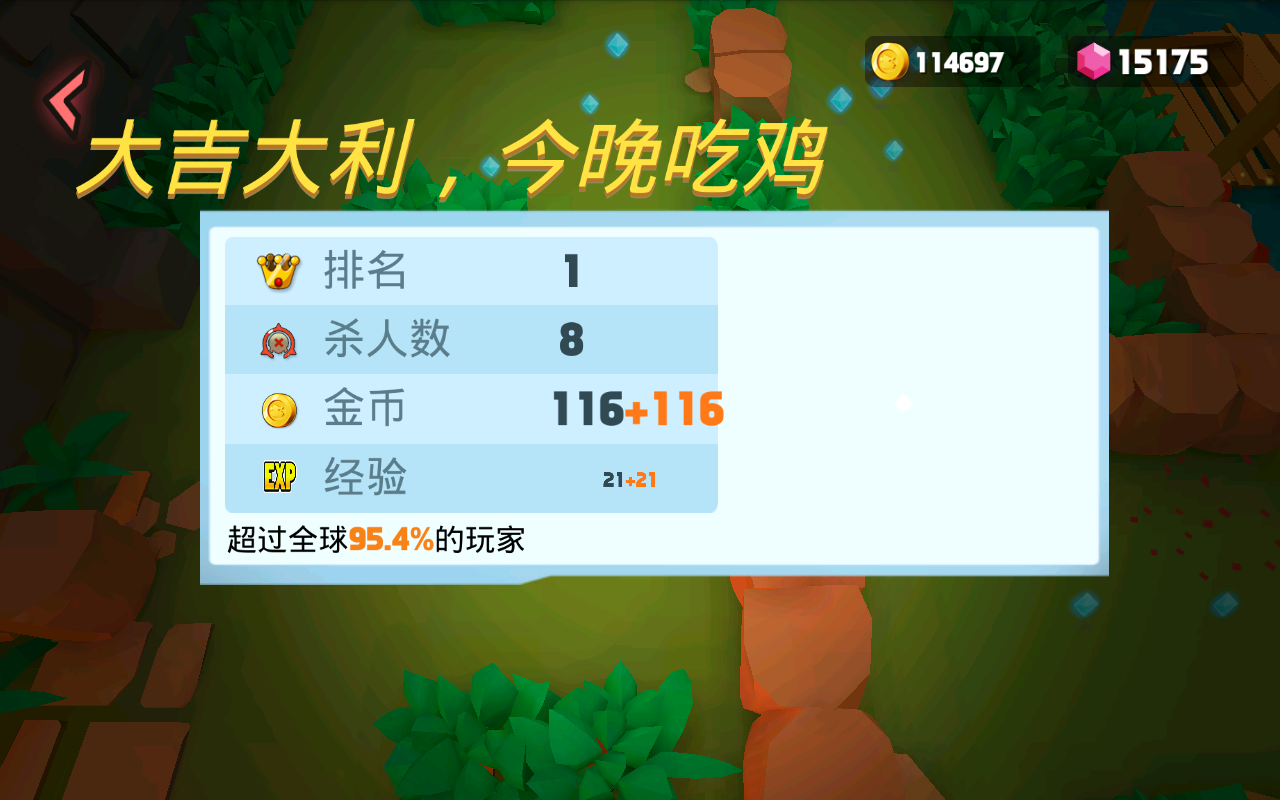 114697 15175
大吉大利，今晚吃鸡
排名 1
杀人数 8
金币 116+116
EXP 经验 21+21
超过全球95.4%的玩家